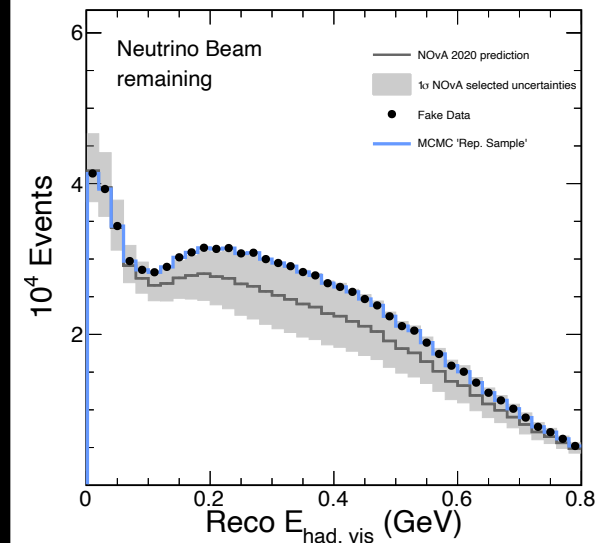 Neutrino Beam
remaining
NOvA 2020 prediction
1σ NOvA selected uncertainties
Fake Data
MCMC 'Rep. Sample'
10⁴ Events
6
4
2
0 0.2 0.4 0.6 0.8
Reco E_had, vis (GeV)